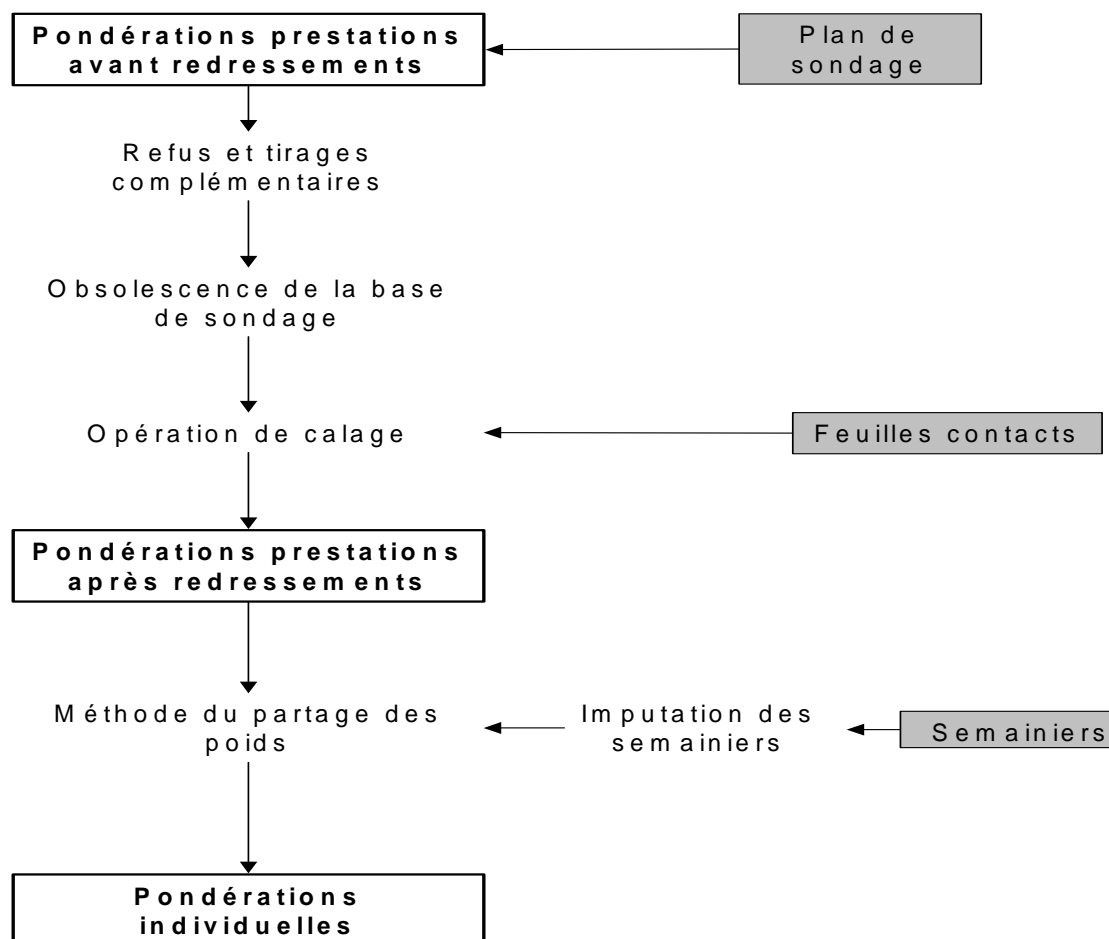 Pondérations prestations
avant redressements
Plan de
sondage
Refus et tirages
complémentaires
Obsolescence de la base
de sondage
Opération de calage
Feuilles contacts
Pondérations prestations
après redressements
Méthode du partage des
poids
Imputation des
semainiers
Semainiers
Pondérations
individuelles